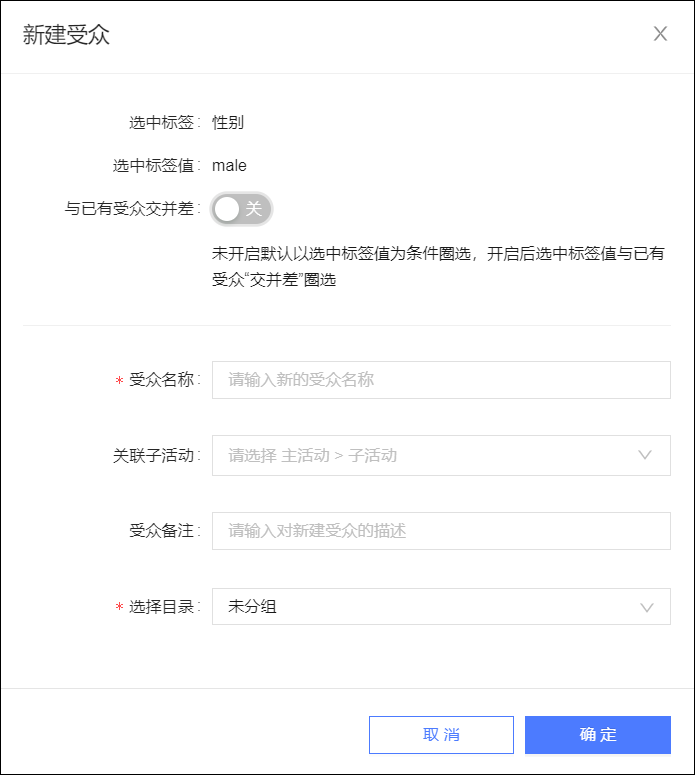 新建受众
选中标签: 性别
选中标签值: male
与已有受众交并差: 关
未开启默认以选中标签值为条件圈选，开启后选中标签值与已有
受众“交并差”圈选
* 受众名称: 请输入新的受众名称
关联子活动: 请选择 主活动 > 子活动
受众备注: 请输入对新建受众的描述
* 选择目录: 未分组
取 消 确 定